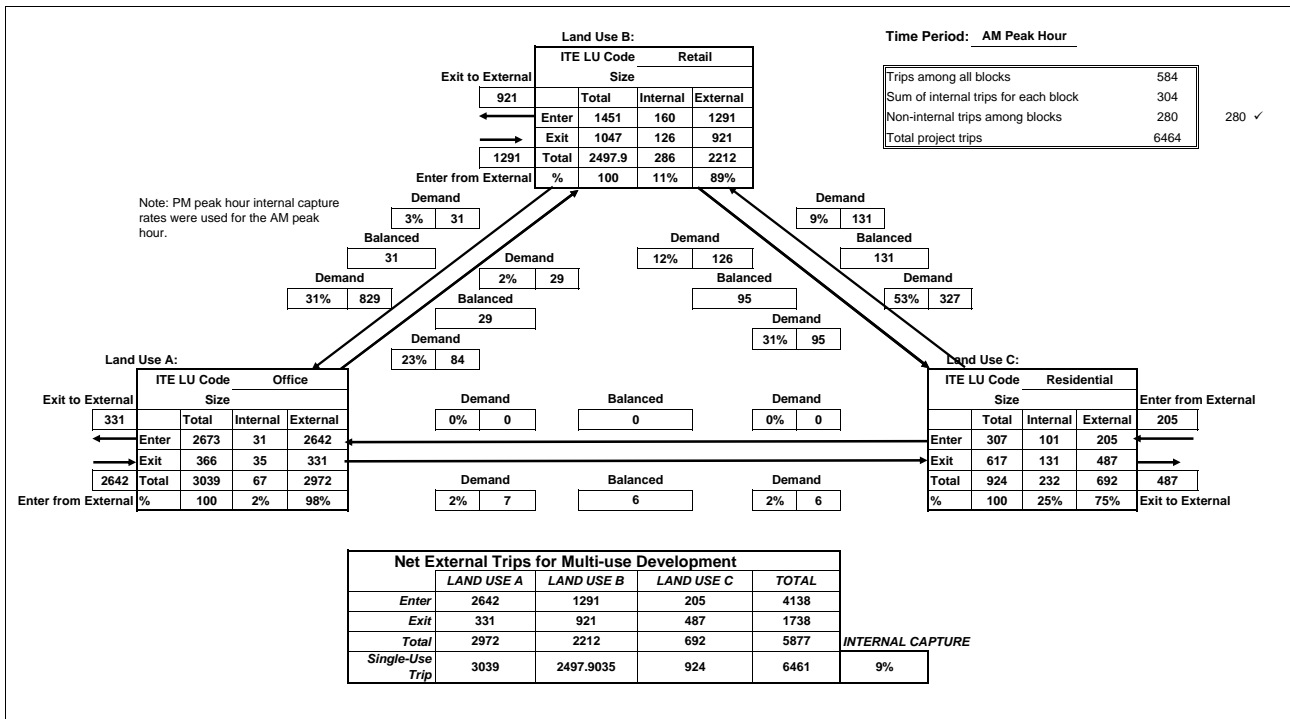 Land Use B:
Time Period: AM Peak Hour
ITE LU Code Retail
Exit to External Size
Trips among all blocks 584
921 Total Internal External
Sum of internal trips for each block 304
Enter 1451 160 1291
Non-internal trips among blocks 280 280 ✓
Exit 1047 126 921
Total project trips 6464
1291 Total 2497.9 286 2212
Enter from External % 100 11% 89%
Note: PM peak hour internal capture
rates were used for the AM peak
hour.
Demand Demand
3% 31 9% 131
Balanced Demand Balanced
31 12% 126 131
Demand Demand Balanced Demand
31% 829 2% 29 95 53% 327
Balanced
29 Demand
Demand 31% 95
23% 84
Land Use A: Land Use C:
ITE LU Code Office ITE LU Code Residential
Exit to External Size Size Enter from External
331 Total Internal External Demand Balanced Demand Total Internal External 205
0% 0 0 0% 0
Enter 2673 31 2642 Enter 307 101 205
Exit 366 35 331 Exit 617 131 487
2642 Total 3039 67 2972 Demand Balanced Demand Total 924 232 692 487
Enter from External % 100 2% 98% 2% 7 6 2% 6 % 100 25% 75% Exit to External
Net External Trips for Multi-use Development
LAND USE A LAND USE B LAND USE C TOTAL
Enter 2642 1291 205 4138
Exit 331 921 487 1738
Total 2972 2212 692 5877 INTERNAL CAPTURE
Single-Use
Trip 3039 2497.9035 924 6461 9%